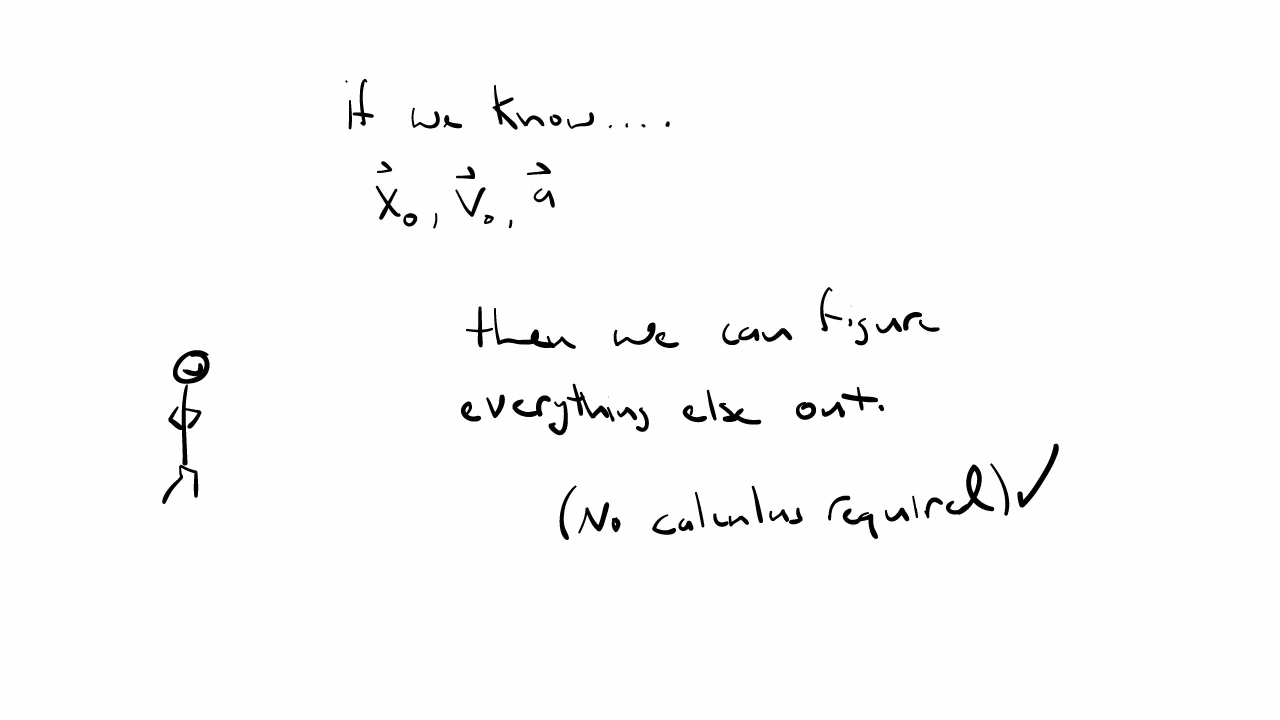 if we know....
x⃗₀, v⃗₀, a⃗
then we can figure
everything else out.
(No calculus required) ✓